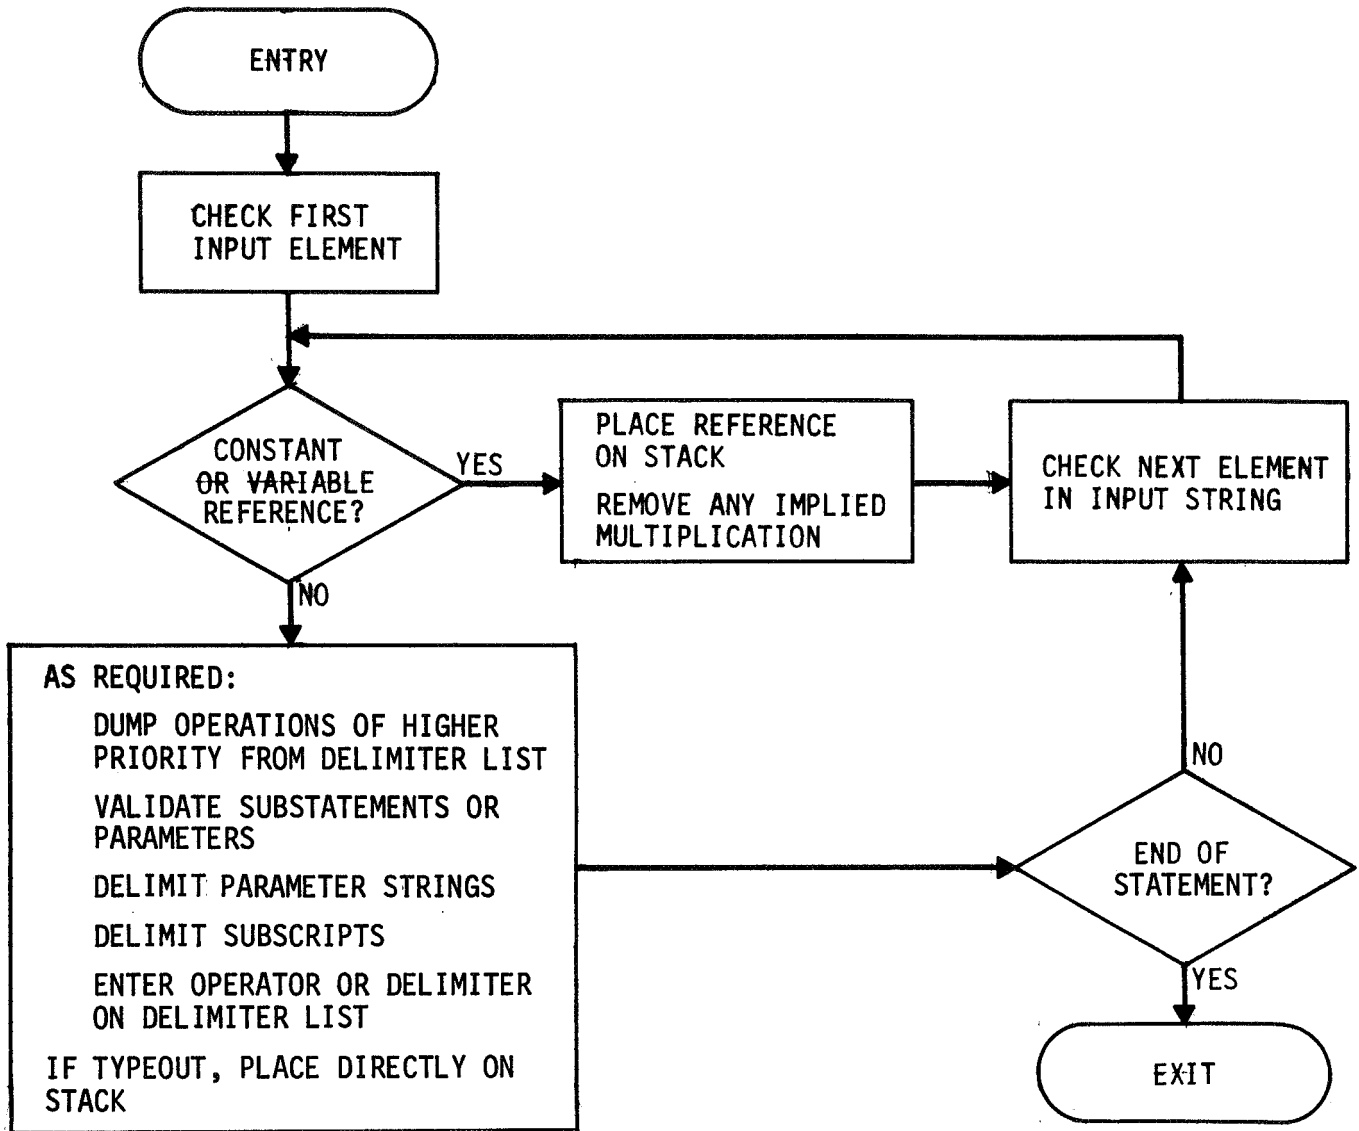 ENTRY
CHECK FIRST
INPUT ELEMENT
CONSTANT
OR VARIABLE
REFERENCE?
YES
PLACE REFERENCE
ON STACK
REMOVE ANY IMPLIED
MULTIPLICATION
CHECK NEXT ELEMENT
IN INPUT STRING
NO
AS REQUIRED:
DUMP OPERATIONS OF HIGHER
PRIORITY FROM DELIMITER LIST
VALIDATE SUBSTATEMENTS OR
PARAMETERS
DELIMIT PARAMETER STRINGS
DELIMIT SUBSCRIPTS
ENTER OPERATOR OR DELIMITER
ON DELIMITER LIST
IF TYPEOUT, PLACE DIRECTLY ON
STACK
NO
END OF
STATEMENT?
YES
EXIT